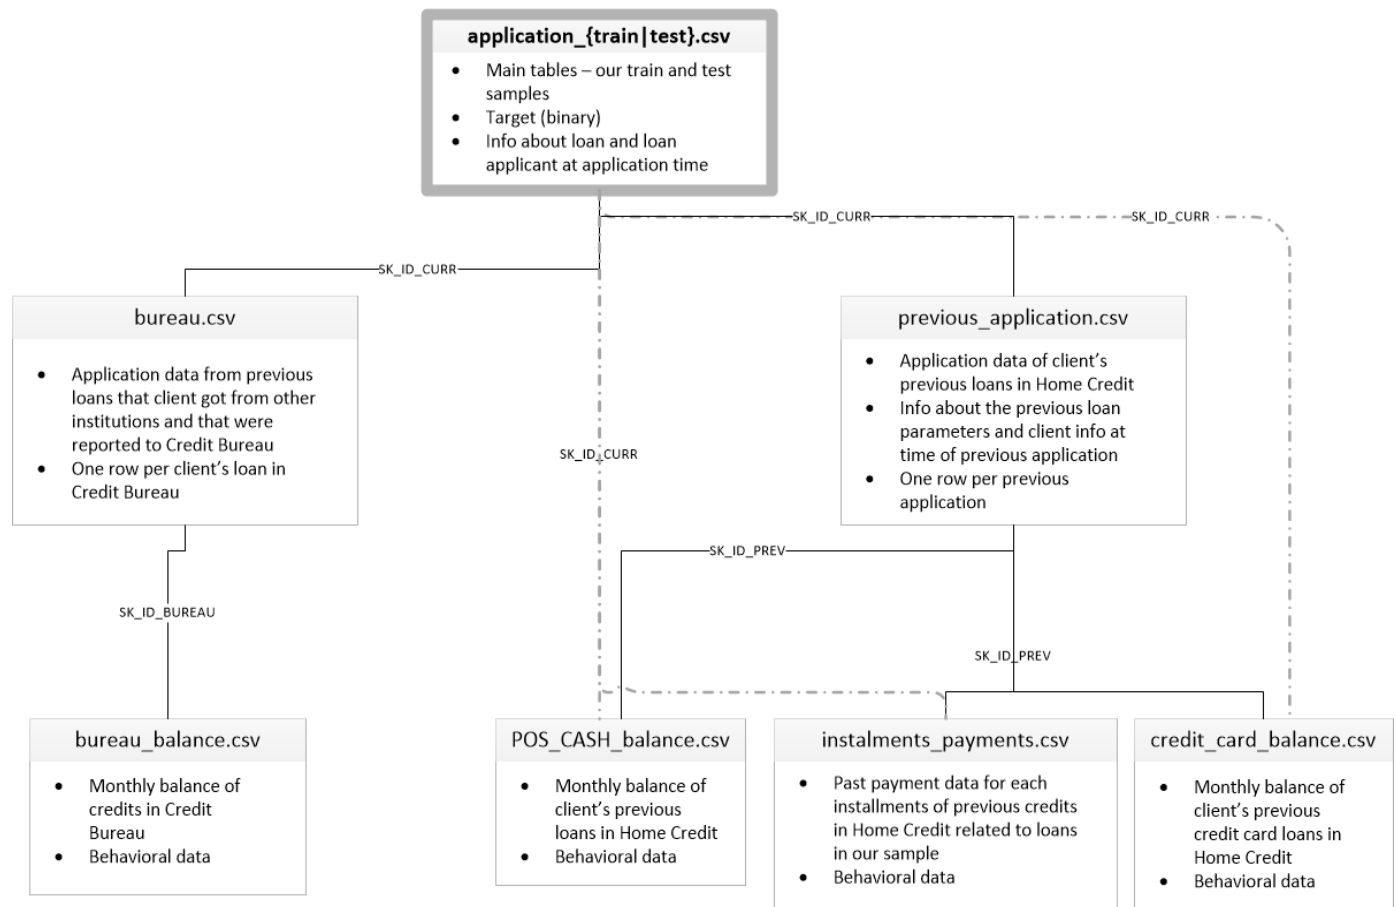 application_{train|test}.csv
• Main tables – our train and test
samples
• Target (binary)
• Info about loan and loan
applicant at application time
SK_ID_CURR
SK_ID_CURR
SK_ID_CURR
bureau.csv
• Application data from previous
loans that client got from other
institutions and that were
reported to Credit Bureau
• One row per client's loan in
Credit Bureau
previous_application.csv
• Application data of client's
previous loans in Home Credit
• Info about the previous loan
parameters and client info at
time of previous application
• One row per previous
application
SK_ID_CURR
SK_ID_PREV
SK_ID_BUREAU
SK_ID_PREV
bureau_balance.csv
• Monthly balance of
credits in Credit
Bureau
• Behavioral data
POS_CASH_balance.csv
• Monthly balance of
client's previous
loans in Home Credit
• Behavioral data
instalments_payments.csv
• Past payment data for each
installments of previous credits
in Home Credit related to loans
in our sample
• Behavioral data
credit_card_balance.csv
• Monthly balance of
client's previous
credit card loans in
Home Credit
• Behavioral data